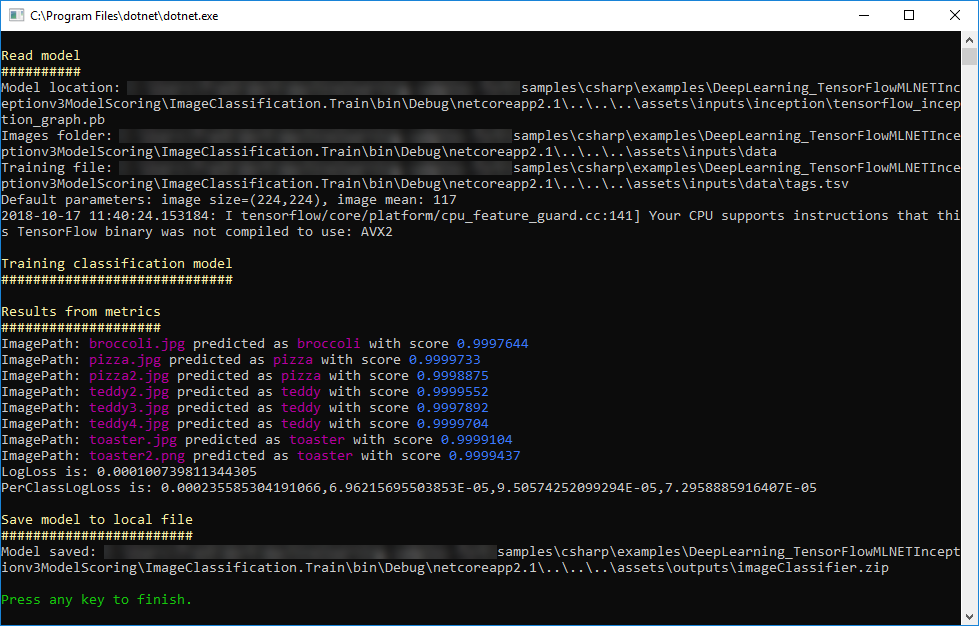 C:\Program Files\dotnet\dotnet.exe
Read model
##########
Model location: samples\csharp\examples\DeepLearning_TensorFlowMLNETInc
eptionv3ModelScoring\ImageClassification.Train\bin\Debug\netcoreapp2.1\..\..\..\assets\inputs\inception\tensorflow_incep
tion_graph.pb
Images folder: samples\csharp\examples\DeepLearning_TensorFlowMLNETInce
ptionv3ModelScoring\ImageClassification.Train\bin\Debug\netcoreapp2.1\..\..\..\assets\inputs\data
Training file: samples\csharp\examples\DeepLearning_TensorFlowMLNETInce
ptionv3ModelScoring\ImageClassification.Train\bin\Debug\netcoreapp2.1\..\..\..\assets\inputs\data\tags.tsv
Default parameters: image size=(224,224), image mean: 117
2018-10-17 11:40:24.153184: I tensorflow/core/platform/cpu_feature_guard.cc:141] Your CPU supports instructions that thi
s TensorFlow binary was not compiled to use: AVX2
Training classification model
#############################
Results from metrics
####################
ImagePath: broccoli.jpg predicted as broccoli with score 0.9997644
ImagePath: pizza.jpg predicted as pizza with score 0.9999733
ImagePath: pizza2.jpg predicted as pizza with score 0.9998875
ImagePath: teddy2.jpg predicted as teddy with score 0.9999552
ImagePath: teddy3.jpg predicted as teddy with score 0.9997892
ImagePath: teddy4.jpg predicted as teddy with score 0.9999704
ImagePath: toaster.jpg predicted as toaster with score 0.9999104
ImagePath: toaster2.png predicted as toaster with score 0.9999437
LogLoss is: 0.000100739811344305
PerClassLogLoss is: 0.000235585304191066,6.96215695503853E-05,9.50574252099294E-05,7.2958885916407E-05
Save model to local file
########################
Model saved: samples\csharp\examples\DeepLearning_TensorFlowMLNETIncept
ionv3ModelScoring\ImageClassification.Train\bin\Debug\netcoreapp2.1\..\..\..\assets\outputs\imageClassifier.zip
Press any key to finish.